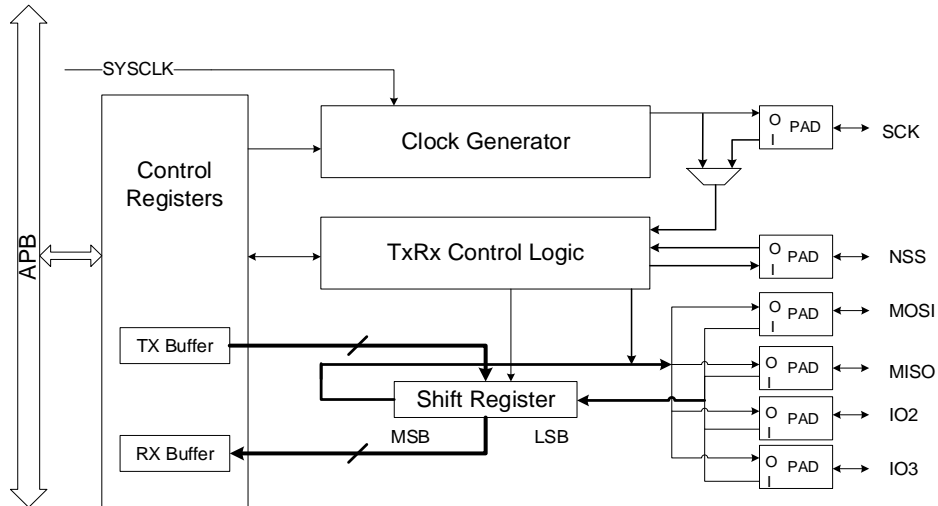 SYSCLK
APB
Control
Registers
Clock Generator
O
I
PAD
SCK
TxRx Control Logic
O
I
PAD
NSS
O
I
PAD
MOSI
TX Buffer
O
I
PAD
MISO
Shift Register
MSB
LSB
O
I
PAD
IO2
RX Buffer
O
I
PAD
IO3